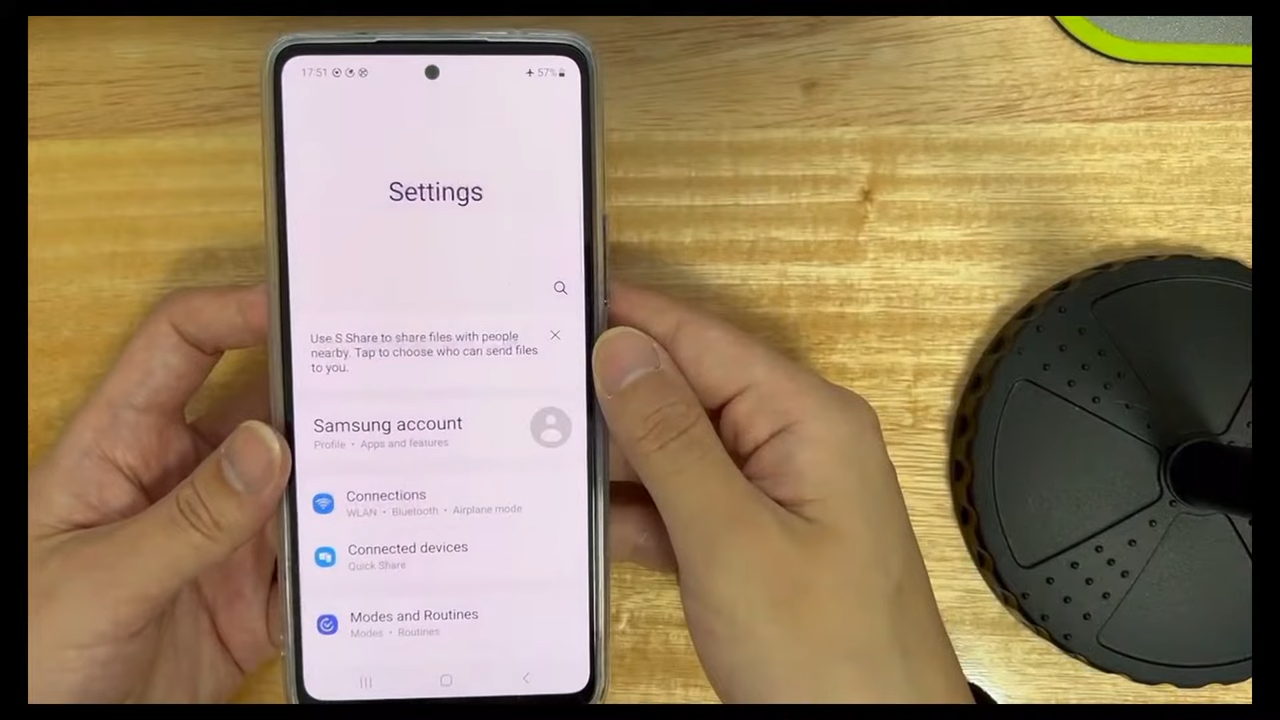 17:51 57%
Settings
Use S Share to share files with people
nearby. Tap to choose who can send files
to you.
Samsung account
Profile • Apps and features
Connections
WLAN • Bluetooth • Airplane mode
Connected devices
Quick Share
Modes and Routines
Modes • Routines